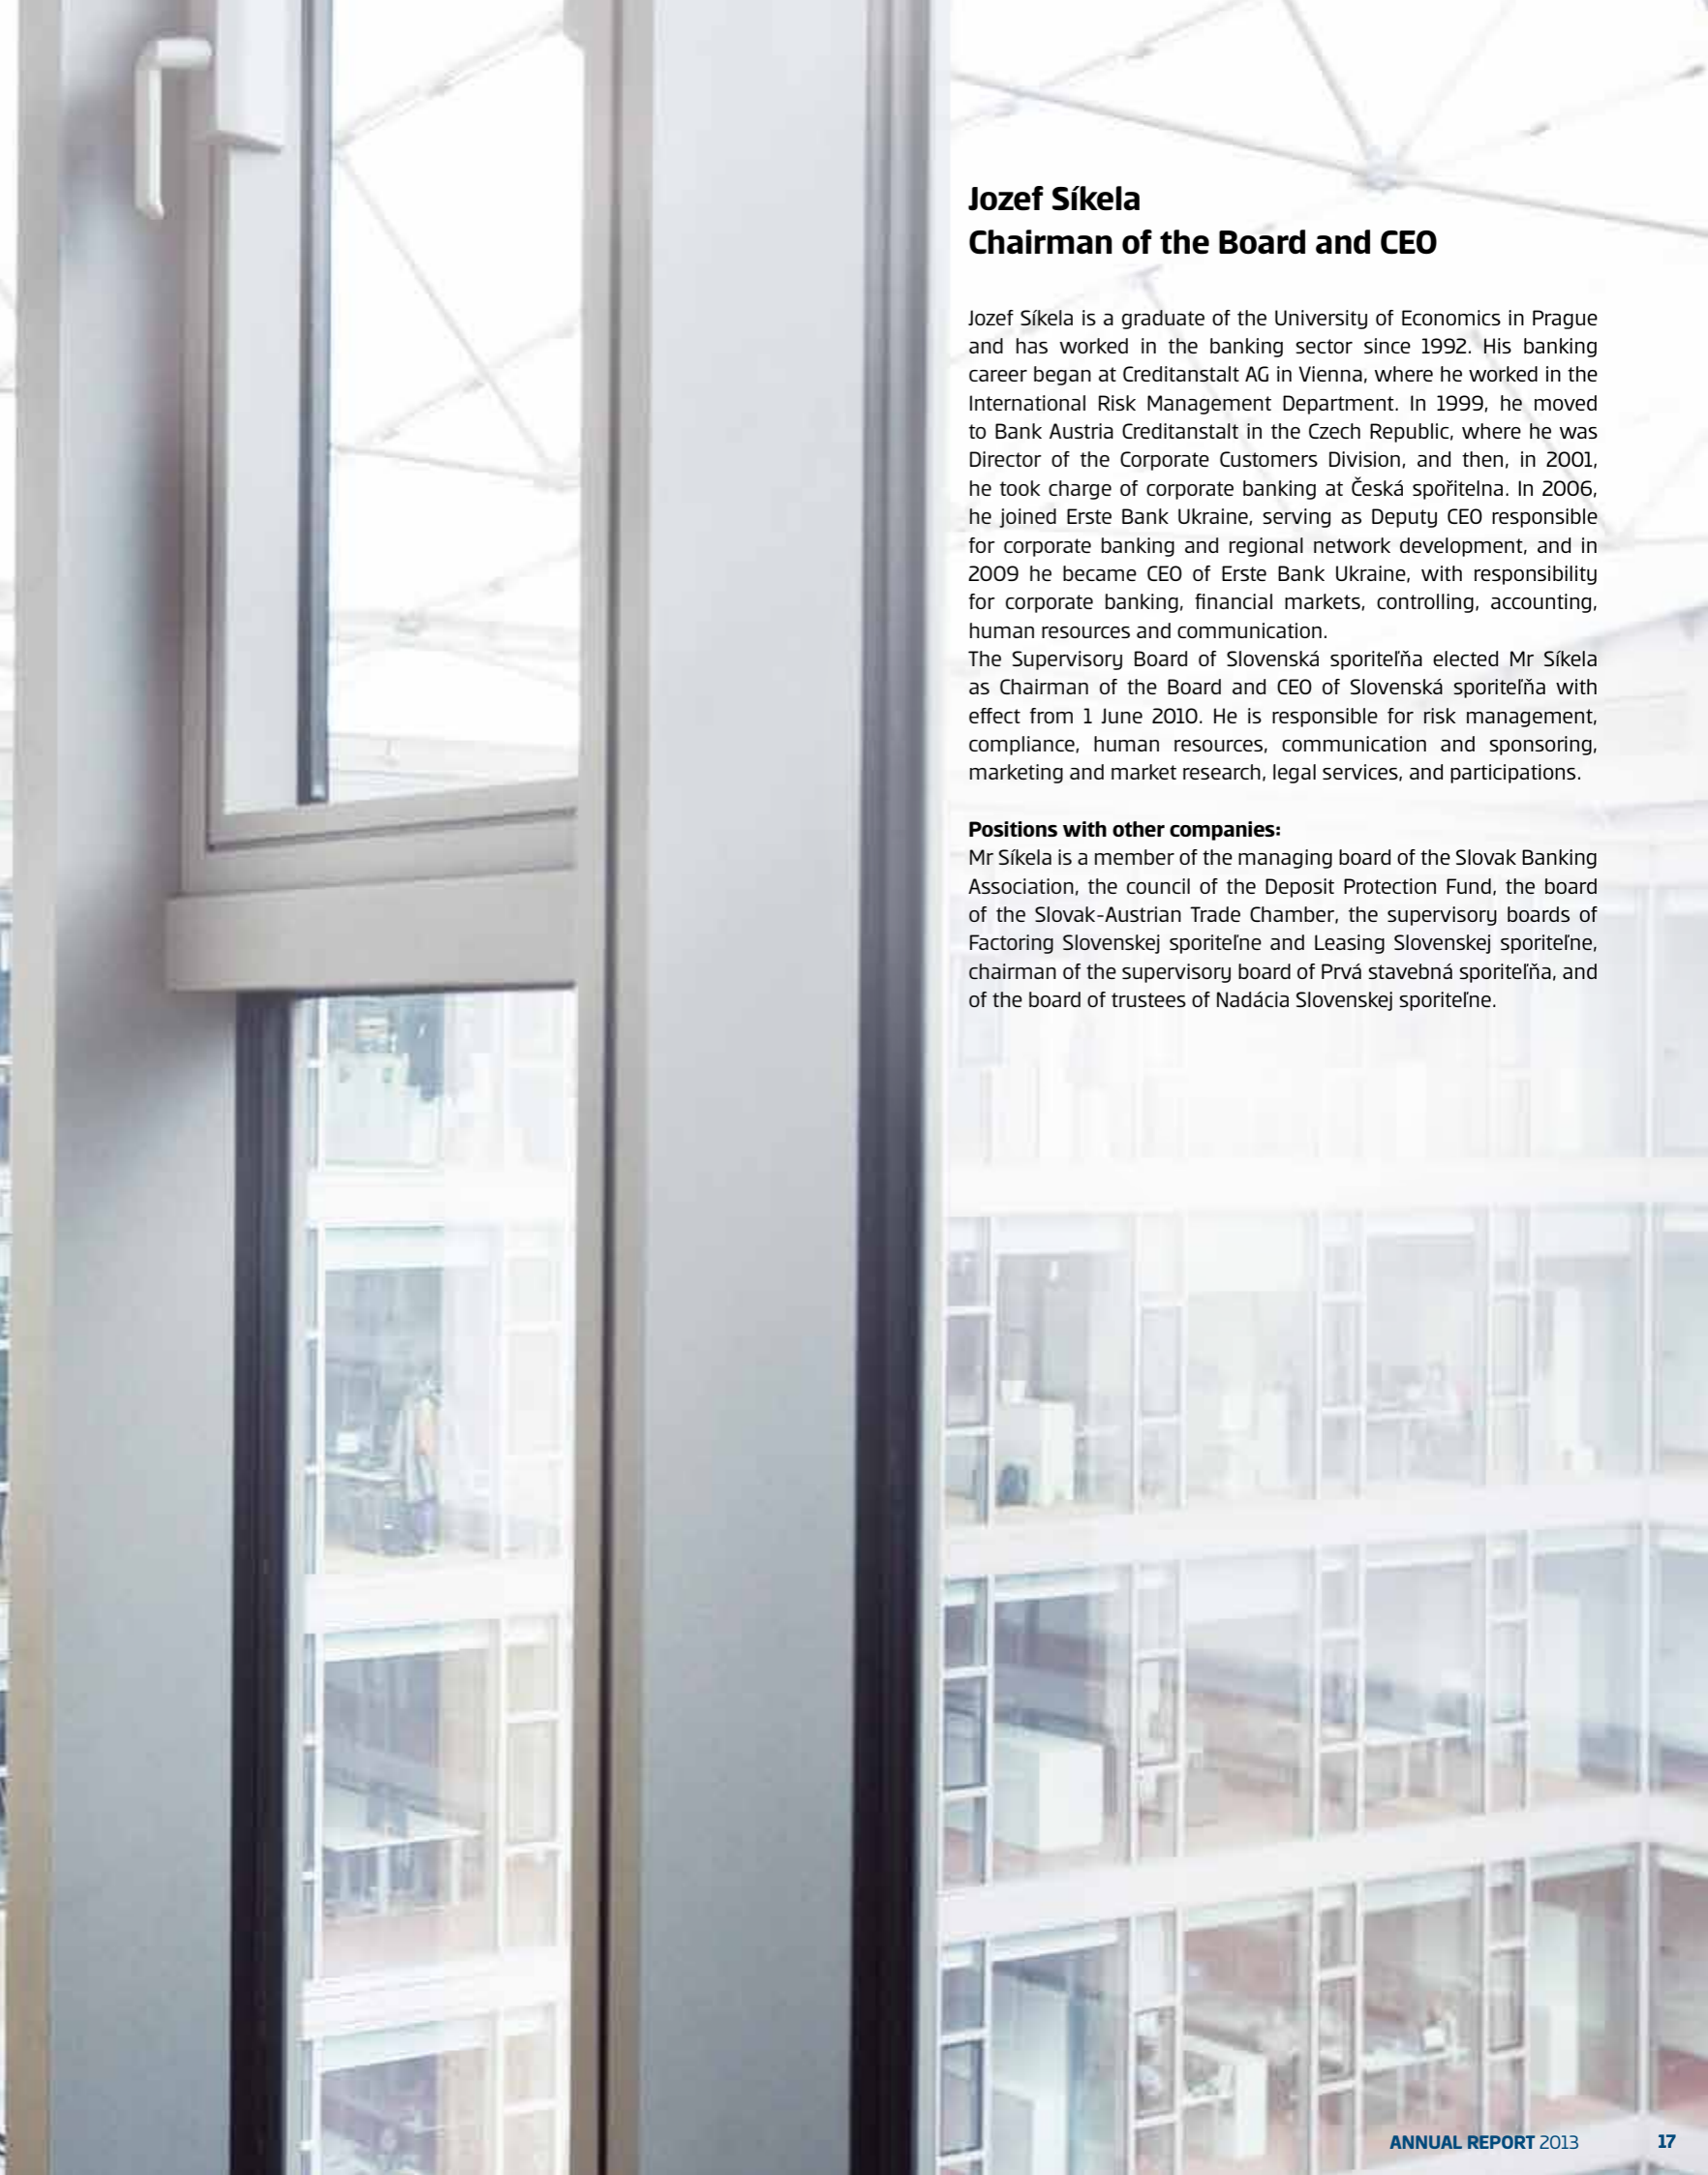 Jozef Síkela
Chairman of the Board and CEO
Jozef Síkela is a graduate of the University of Economics in Prague
and has worked in the banking sector since 1992. His banking
career began at Creditanstalt AG in Vienna, where he worked in the
International Risk Management Department. In 1999, he moved
to Bank Austria Creditanstalt in the Czech Republic, where he was
Director of the Corporate Customers Division, and then, in 2001,
he took charge of corporate banking at Česká spořitelna. In 2006,
he joined Erste Bank Ukraine, serving as Deputy CEO responsible
for corporate banking and regional network development, and in
2009 he became CEO of Erste Bank Ukraine, with responsibility
for corporate banking, financial markets, controlling, accounting,
human resources and communication.
The Supervisory Board of Slovenská sporiteľňa elected Mr Síkela
as Chairman of the Board and CEO of Slovenská sporiteľňa with
effect from 1 June 2010. He is responsible for risk management,
compliance, human resources, communication and sponsoring,
marketing and market research, legal services, and participations.
Positions with other companies:
Mr Síkela is a member of the managing board of the Slovak Banking
Association, the council of the Deposit Protection Fund, the board
of the Slovak-Austrian Trade Chamber, the supervisory boards of
Factoring Slovenskej sporiteľne and Leasing Slovenskej sporiteľne,
chairman of the supervisory board of Prvá stavebná sporiteľňa, and
of the board of trustees of Nadácia Slovenskej sporiteľne.
ANNUAL REPORT 2013 17